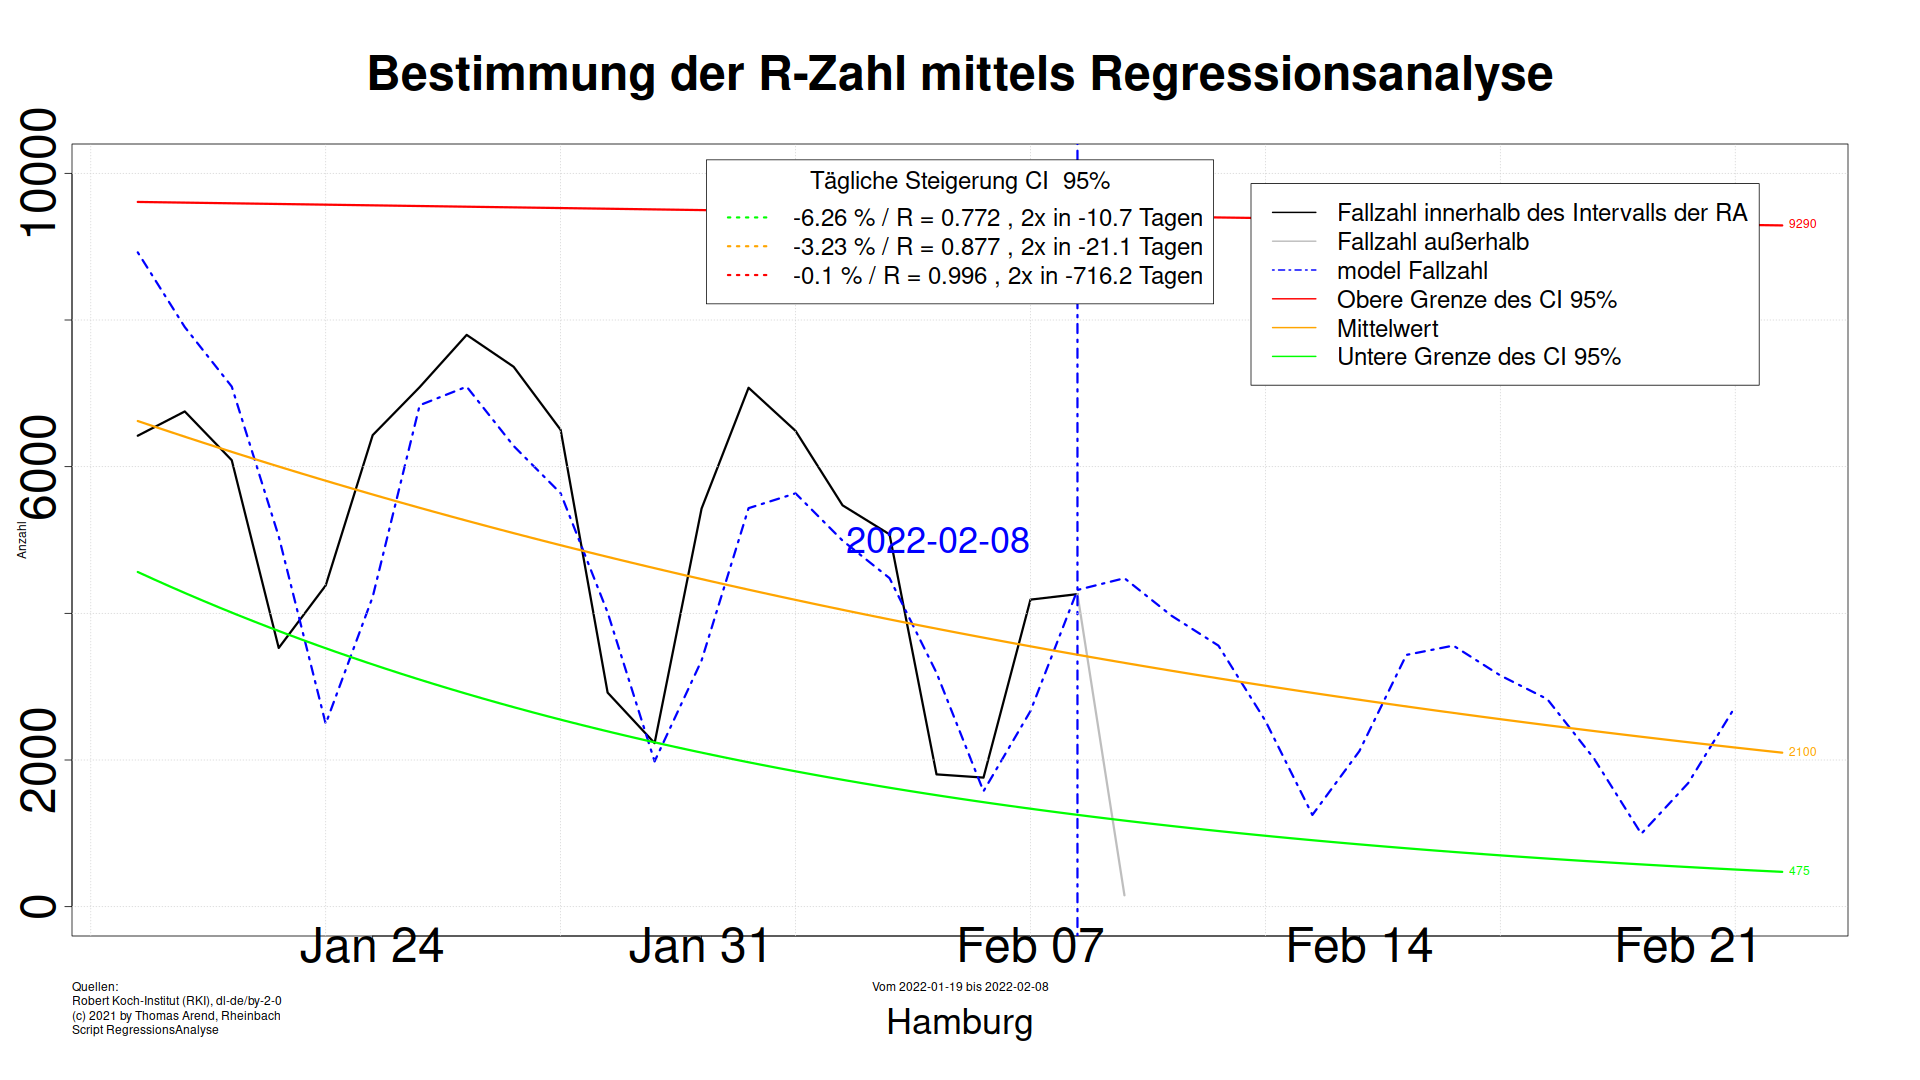 Bestimmung der R-Zahl mittels Regressionsanalyse
Tägliche Steigerung CI  95%
-6.26 % / R = 0.772 , 2x in -10.7 Tagen
-3.23 % / R = 0.877 , 2x in -21.1 Tagen
-0.1 % / R = 0.996 , 2x in -716.2 Tagen
Fallzahl innerhalb des Intervalls der RA
Fallzahl außerhalb
model Fallzahl
Obere Grenze des CI 95%
Mittelwert
Untere Grenze des CI 95%
10000
6000
2000
0
Anzahl
9290
2022-02-08
2100
475
Jan 24
Jan 31
Feb 07
Feb 14
Feb 21
Quellen:
Robert Koch-Institut (RKI), dl-de/by-2-0
(c) 2021 by Thomas Arend, Rheinbach
Script RegressionsAnalyse
Vom 2022-01-19 bis 2022-02-08
Hamburg